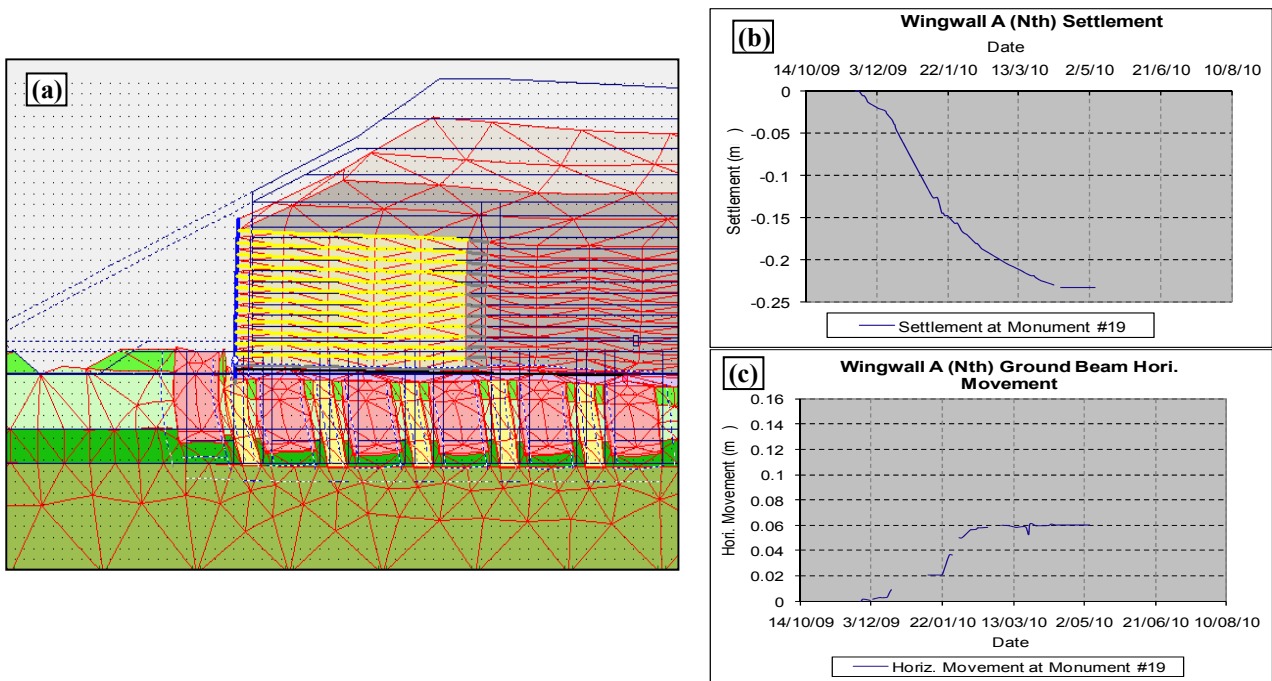 (a)
(b)
Wingwall A (Nth) Settlement
Date
14/10/09 3/12/09 22/1/10 13/3/10 2/5/10 21/6/10 10/8/10
0
-0.05
-0.1
-0.15
-0.2
-0.25
Settlement (m )
Settlement at Monument #19
(c)
Wingwall A (Nth) Ground Beam Hori.
Movement
0.16
0.14
0.12
0.1
0.08
0.06
0.04
0.02
0
Hori. Movement (m )
14/10/09 3/12/09 22/01/10 13/03/10 2/05/10 21/06/10 10/08/10
Date
Horiz. Movement at Monument #19